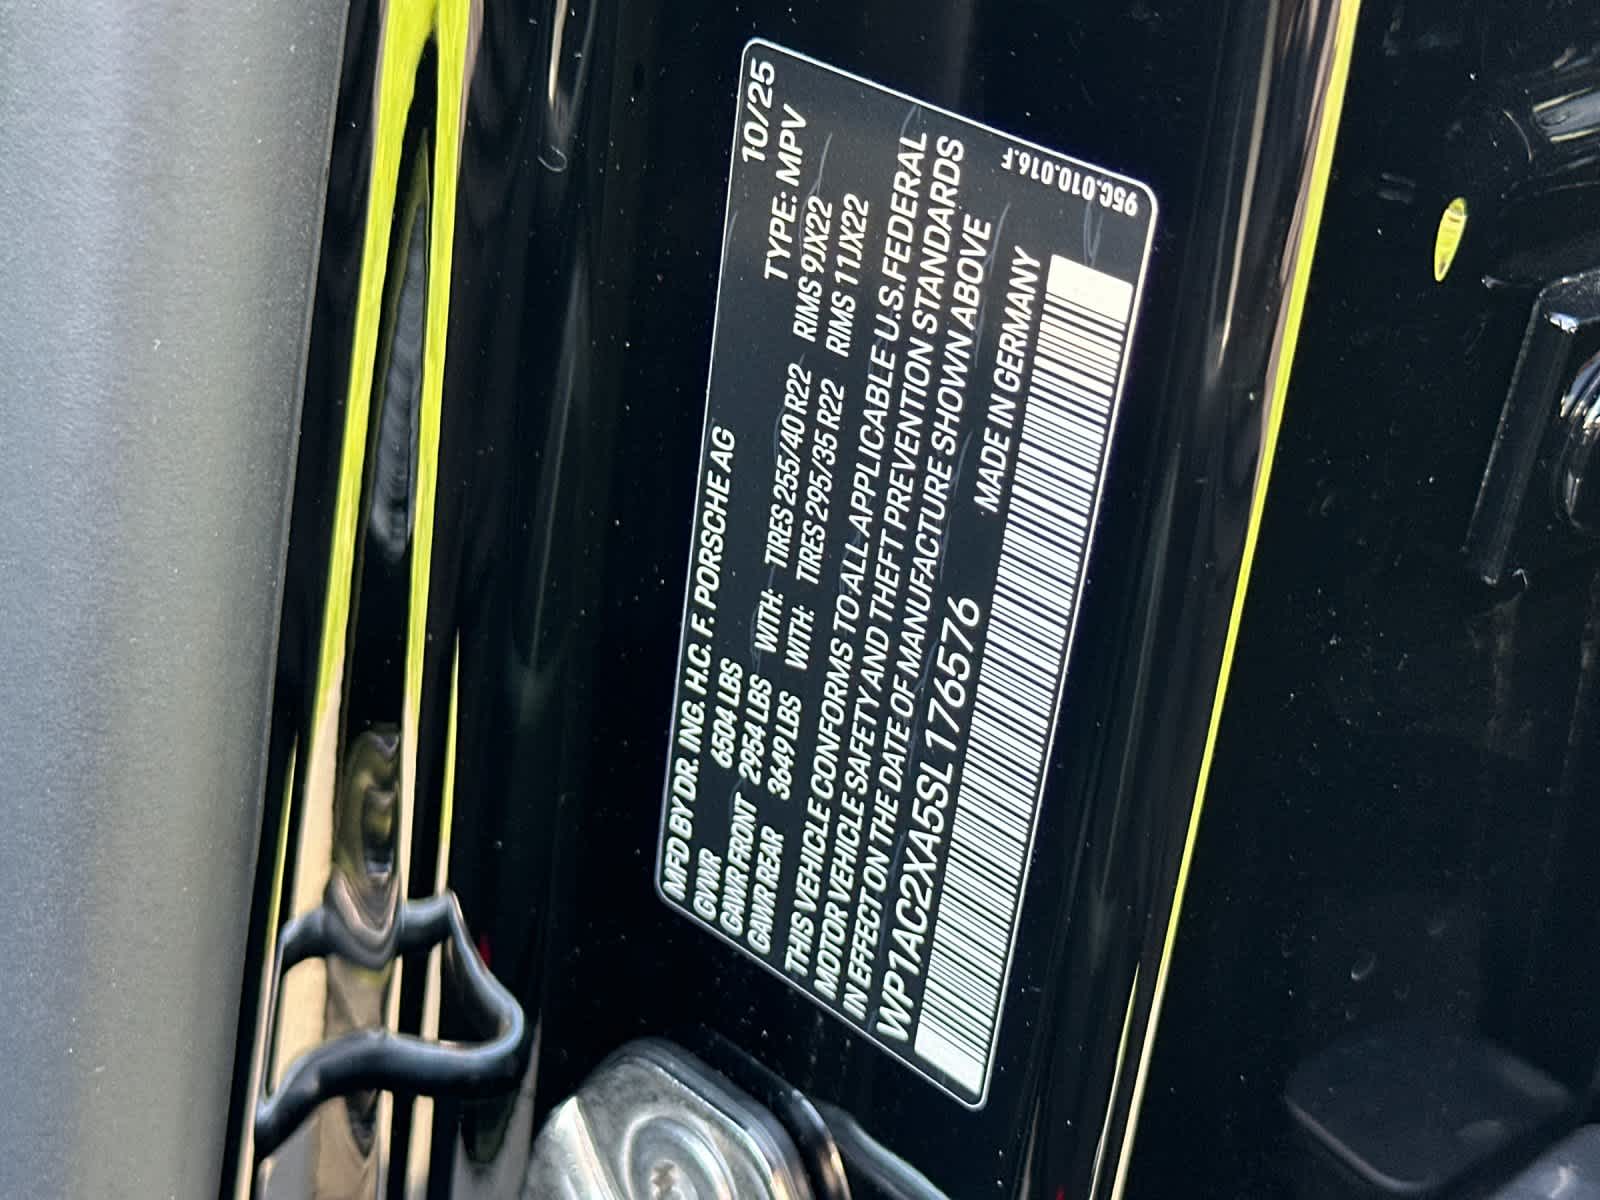 MFD BY DR. ING. H.C. F. PORSCHE AG 10/25
GVWR 6504 LBS TYPE: MPV
GAWR FRONT 2954 LBS WITH: TIRES 255/40 R22 RIMS 9JX22
GAWR REAR 3649 LBS WITH: TIRES 295/35 R22 RIMS 11JX22
THIS VEHICLE CONFORMS TO ALL APPLICABLE U.S.FEDERAL
MOTOR VEHICLE SAFETY AND THEFT PREVENTION STANDARDS
IN EFFECT ON THE DATE OF MANUFACTURE SHOWN ABOVE
WP1AC2XA5SL176576 MADE IN GERMANY
95C.010.016.F